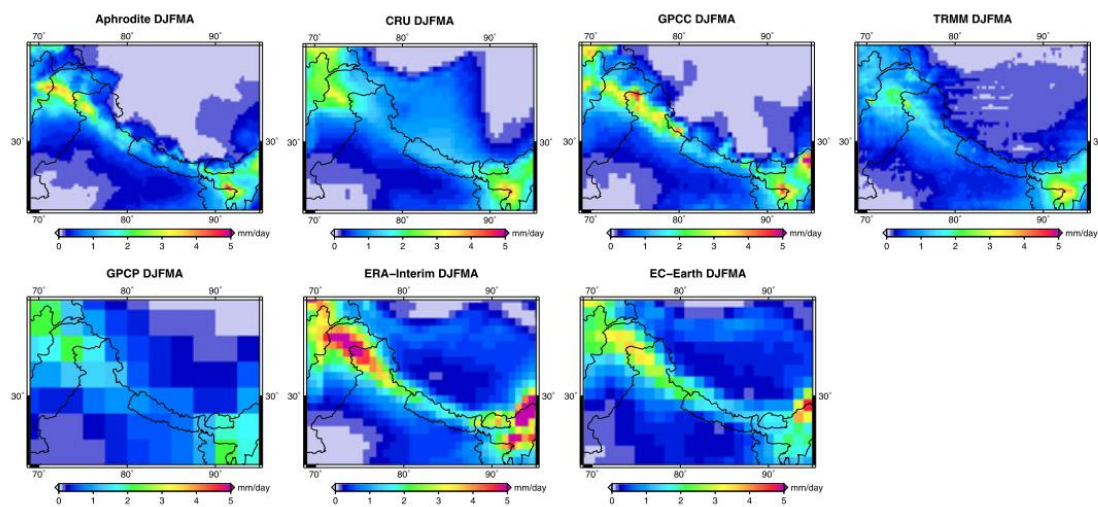 Aphrodite DJFMA
CRU DJFMA
GPCC DJFMA
TRMM DJFMA
70˚ 80˚ 90˚
70˚ 80˚ 90˚
70˚ 80˚ 90˚
70˚ 80˚ 90˚
30˚
30˚
30˚
30˚
70˚ 80˚ 90˚
70˚ 80˚ 90˚
70˚ 80˚ 90˚
70˚ 80˚ 90˚
0 1 2 3 4 5 mm/day
0 1 2 3 4 5 mm/day
0 1 2 3 4 5 mm/day
0 1 2 3 4 5 mm/day
GPCP DJFMA
ERA−Interim DJFMA
EC−Earth DJFMA
70˚ 80˚ 90˚
70˚ 80˚ 90˚
70˚ 80˚ 90˚
30˚
30˚
30˚
70˚ 80˚ 90˚
70˚ 80˚ 90˚
70˚ 80˚ 90˚
0 1 2 3 4 5 mm/day
0 1 2 3 4 5 mm/day
0 1 2 3 4 5 mm/day